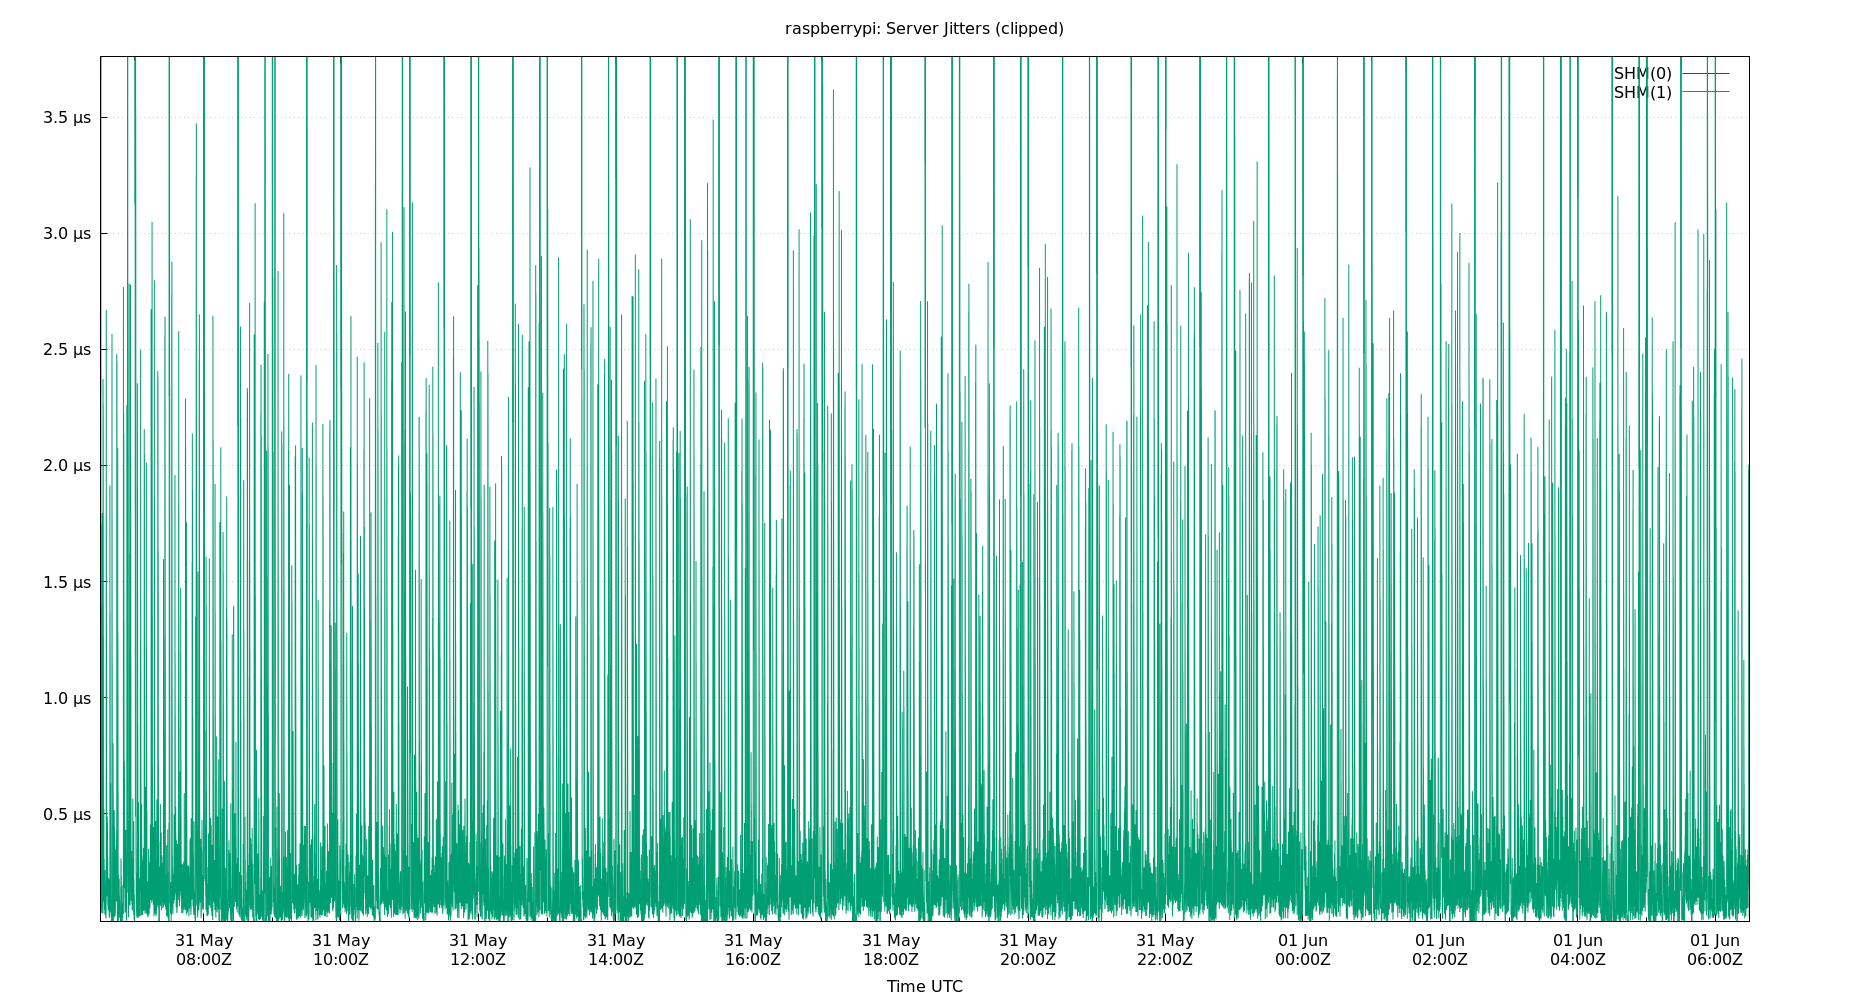 raspberrypi: Server Jitters (clipped)
SHM(0)
SHM(1)
3.5 µs
3.0 µs
2.5 µs
2.0 µs
1.5 µs
1.0 µs
0.5 µs
31 May 31 May 31 May 31 May 31 May 31 May 31 May 31 May 01 Jun 01 Jun 01 Jun 01 Jun
08:00Z 10:00Z 12:00Z 14:00Z 16:00Z 18:00Z 20:00Z 22:00Z 00:00Z 02:00Z 04:00Z 06:00Z
Time UTC